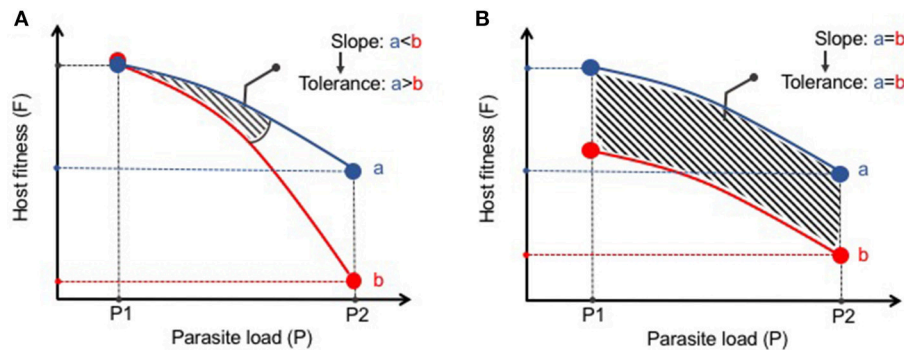 A
Host fitness (F)
Slope: a<b
Tolerance: a>b
a
b
P1
P2
Parasite load (P)
B
Host fitness (F)
Slope: a=b
Tolerance: a=b
a
b
P1
P2
Parasite load (P)